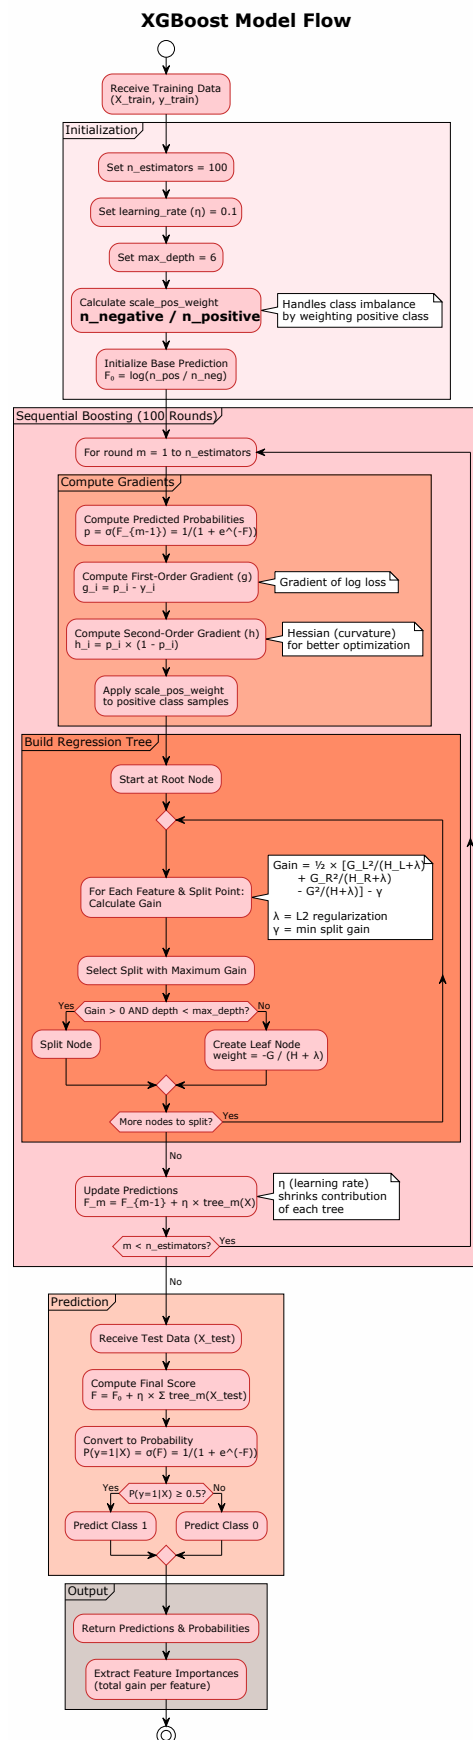 XGBoost Model Flow
Receive Training Data
(X_train, y_train)
Initialization
Set n_estimators = 100
Set learning_rate (η) = 0.1
Set max_depth = 6
Calculate scale_pos_weight
n_negative / n_positive
Handles class imbalance
by weighting positive class
Initialize Base Prediction
F₀ = log(n_pos / n_neg)
Sequential Boosting (100 Rounds)
For round m = 1 to n_estimators
Compute Gradients
Compute Predicted Probabilities
p = σ(F_{m-1}) = 1/(1 + e^(-F))
Compute First-Order Gradient (g)
g_i = p_i - y_i
Gradient of log loss
Compute Second-Order Gradient (h)
h_i = p_i × (1 - p_i)
Hessian (curvature)
for better optimization
Apply scale_pos_weight
to positive class samples
Build Regression Tree
Start at Root Node
For Each Feature & Split Point:
Calculate Gain
Gain = ½ × [G_L²/(H_L+λ)
+ G_R²/(H_R+λ)
- G²/(H+λ)] - γ
λ = L2 regularization
γ = min split gain
Select Split with Maximum Gain
Yes
Gain > 0 AND depth < max_depth?
No
Split Node
Create Leaf Node
weight = -G / (H + λ)
More nodes to split?
Yes
No
Update Predictions
F_m = F_{m-1} + η × tree_m(X)
η (learning rate)
shrinks contribution
of each tree
m < n_estimators?
Yes
No
Prediction
Receive Test Data (X_test)
Compute Final Score
F = F₀ + η × Σ tree_m(X_test)
Convert to Probability
P(y=1|X) = σ(F) = 1/(1 + e^(-F))
Yes
P(y=1|X) ≥ 0.5?
No
Predict Class 1
Predict Class 0
Output
Return Predictions & Probabilities
Extract Feature Importances
(total gain per feature)